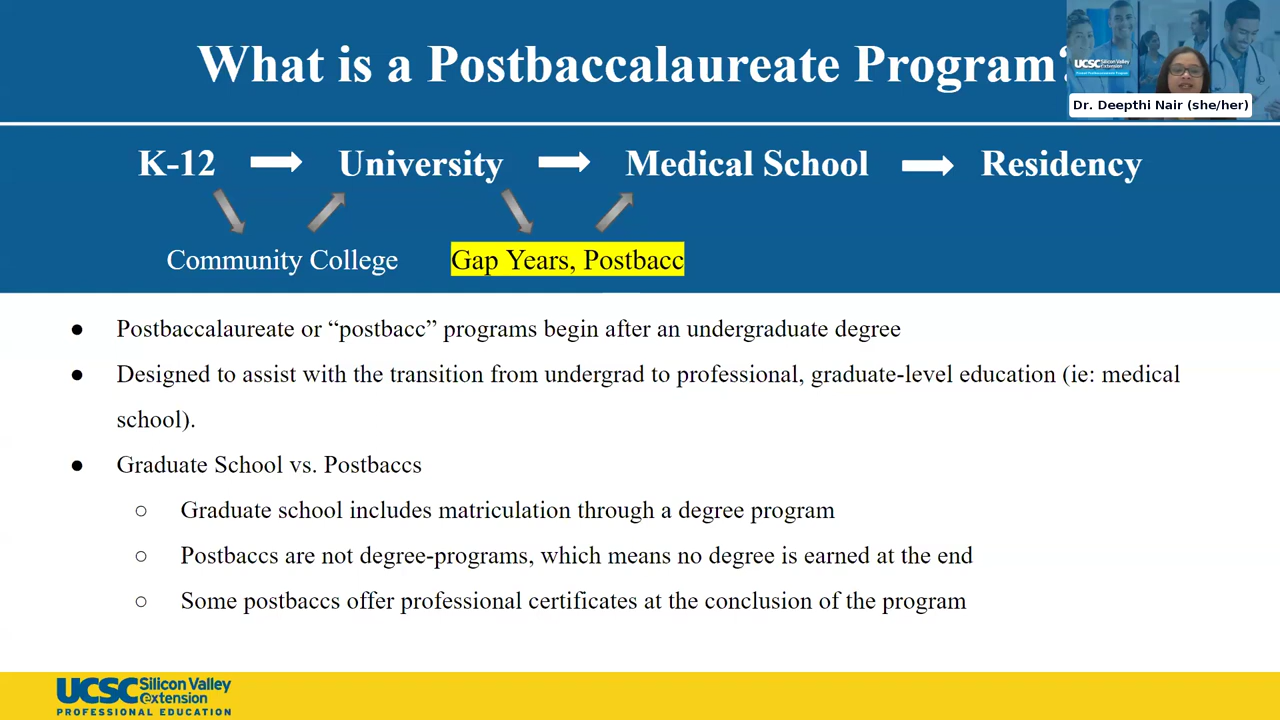 What is a Postbaccalaureate Program?
UCSC Silicon Valley
Extension
Dr. Deepthi Nair (she/her)
K-12 University Medical School Residency
Community College Gap Years, Postbacc
● Postbaccalaureate or “postbacc” programs begin after an undergraduate degree
● Designed to assist with the transition from undergrad to professional, graduate-level education (ie: medical
school).
● Graduate School vs. Postbaccs
○ Graduate school includes matriculation through a degree program
○ Postbaccs are not degree-programs, which means no degree is earned at the end
○ Some postbaccs offer professional certificates at the conclusion of the program
UCSC Silicon Valley
extension
PROFESSIONAL EDUCATION